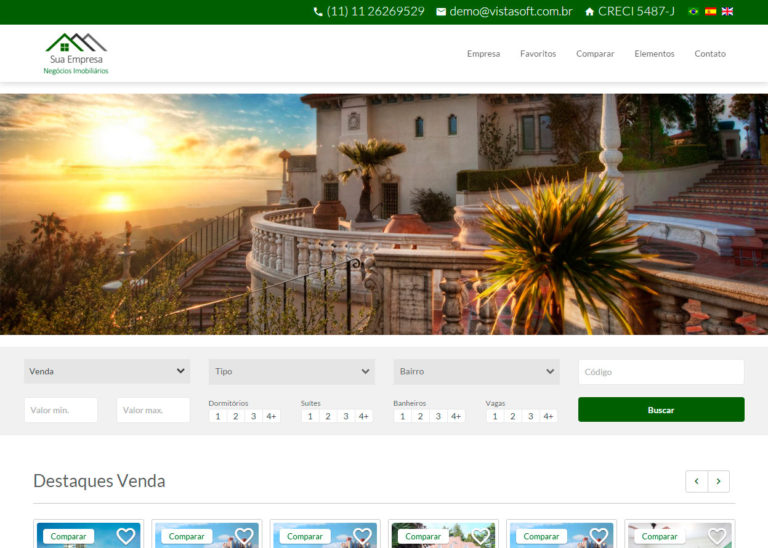 (11) 11 26269529 demo@vistasoft.com.br CRECI 5487-J
Sua Empresa
Negócios Imobiliários
Empresa Favoritos Comparar Elementos Contato
Venda Tipo Bairro Código
Valor min. Valor max.
Dormitórios Suítes Banheiros Vagas
1 2 3 4+ 1 2 3 4+ 1 2 3 4+ 1 2 3 4+
Buscar
Destaques Venda
Comparar Comparar Comparar Comparar Comparar Comparar